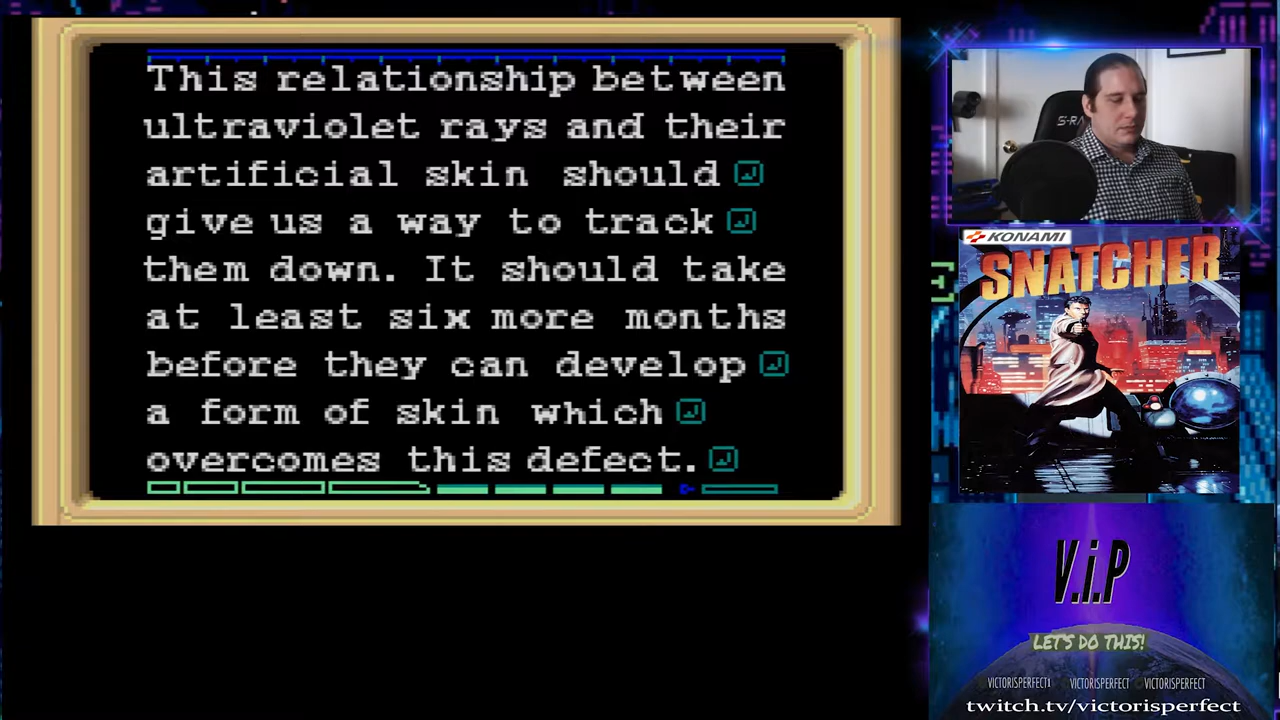 This relationship between
ultraviolet rays and their
artificial skin should
give us a way to track
them down. It should take
at least six more months
before they can develop
a form of skin which
overcomes this defect.
S-RA
KONAMI
SNATCHER
V.i.P
LET'S DO THIS!
VICTORISPERFECT1 VICTORISPERFECT VICTORISPERFECT
twitch.tv/victorisperfect